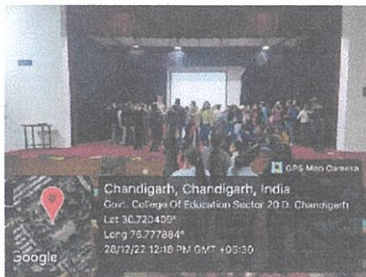 GPS Map Camera
Chandigarh, Chandigarh, India
Govt. College Of Education Sector 20 D, Chandigarh
Lat 30.720409°
Long 76.777884°
28/12/22 12:18 PM GMT +05:30
Google